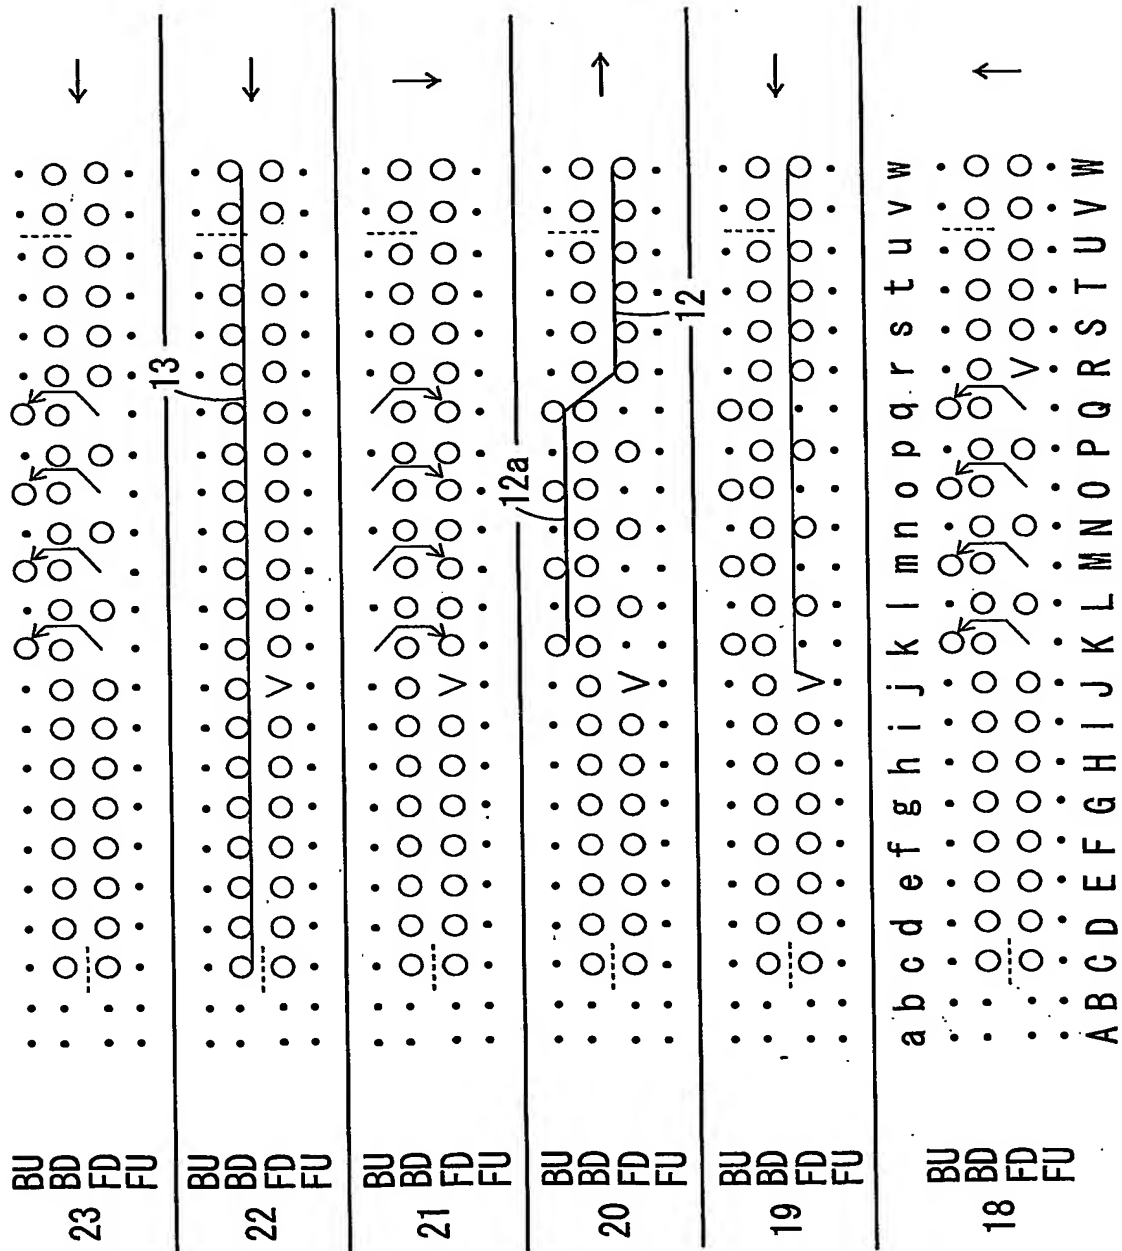 BU
BD
23
FD
FU
13
BU
BD
22
FD
FU
BU
BD
21
FD
FU
12a
BU
BD
20
FD
FU
12
BU
BD
19
FD
FU
a b c d e f g h i j k l m n o p q r s t u v w
BU
BD
18
FD
FU
A B C D E F G H I J K L M N O P Q R S T U V W